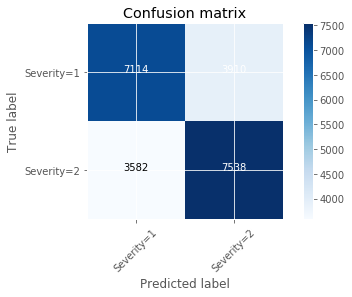 Confusion matrix
True label
Severity=1
7114
7500
7000
6500
6000
5500
5000
4500
4000
Severity=2
3582
7538
Severity=1
Severity=2
Predicted label